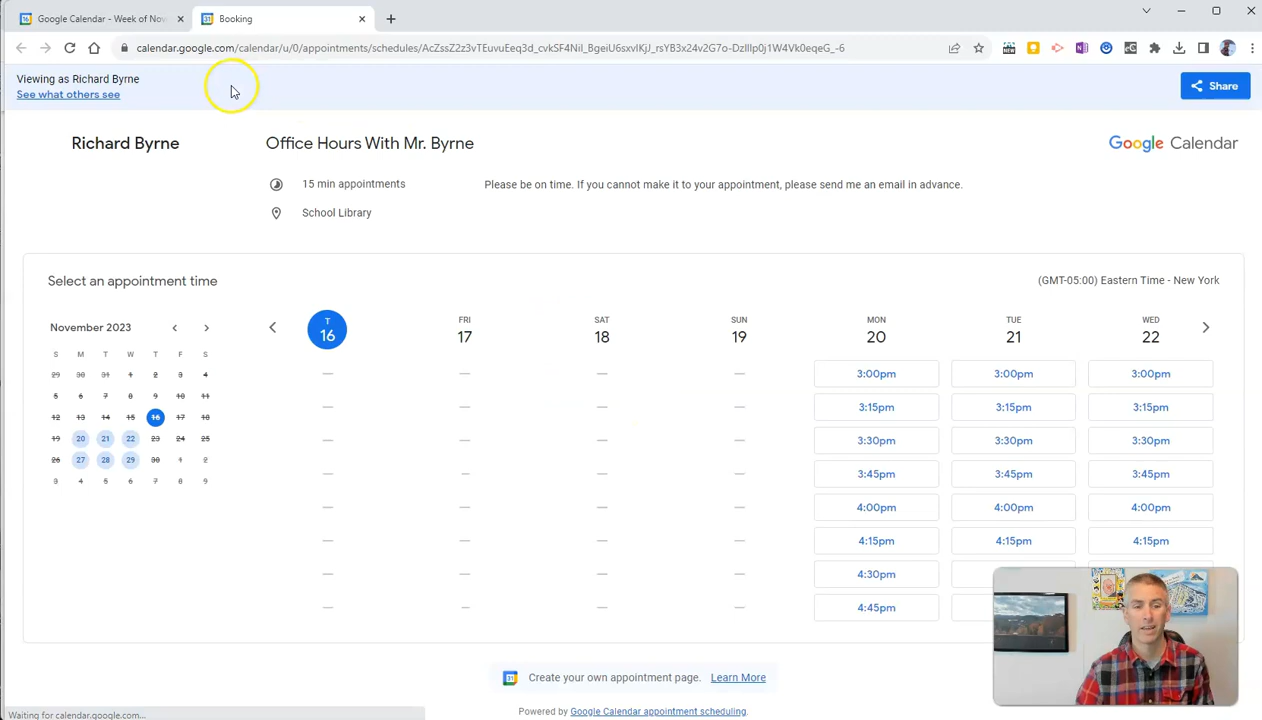 Google Calendar - Week of Nov
Booking
calendar.google.com/calendar/u/0/appointments/schedules/
Viewing as Richard Byrne
See what others see
Share
Richard Byrne
Office Hours With Mr. Byrne
Google Calendar
15 min appointments
Please be on time. If you cannot make it to your appointment, please send me an email in advance.
School Library
Select an appointment time
(GMT-05:00) Eastern Time - New York
November 2023
S M T W T F S
29 30 31 1 2 3 4
5 6 7 8 9 10 11
12 13 14 15 16 17 18
19 20 21 22 23 24 25
26 27 28 29 30 1 2
3 4 5 6 7 8 9
T FRI SAT SUN MON TUE WED
16 17 18 19 20 21 22
3:00pm 3:00pm 3:00pm
3:15pm 3:15pm 3:15pm
3:30pm 3:30pm 3:30pm
3:45pm 3:45pm 3:45pm
4:00pm 4:00pm 4:00pm
4:15pm 4:15pm 4:15pm
4:30pm
4:45pm
Create your own appointment page. Learn More
Powered by Google Calendar appointment scheduling.
Waiting for calendar.google.com...